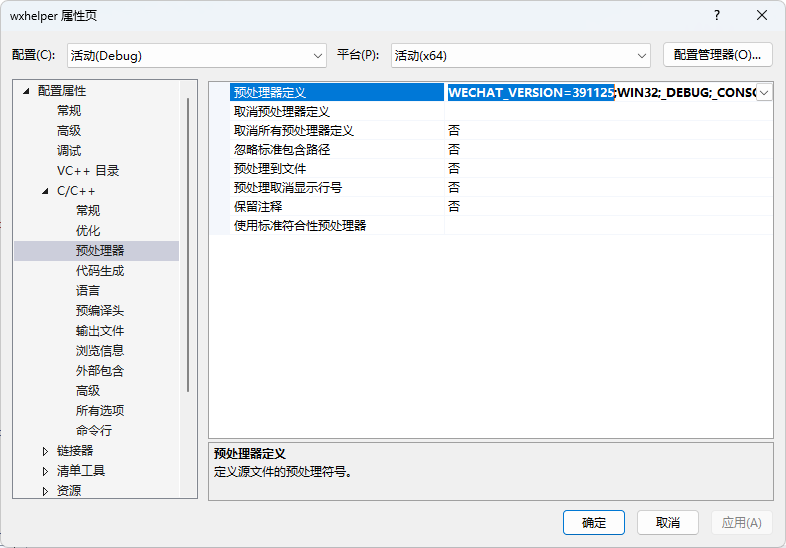 wxhelper 属性页
配置(C): 活动(Debug) 平台(P): 活动(x64) 配置管理器(O)...
配置属性
常规
高级
调试
VC++ 目录
C/C++
常规
优化
预处理器
代码生成
语言
预编译头
输出文件
浏览信息
外部包含
高级
所有选项
命令行
链接器
清单工具
资源
预处理器定义 WECHAT_VERSION=391125;WIN32;_DEBUG;_CONSO
取消预处理器定义
取消所有预处理器定义 否
忽略标准包含路径 否
预处理到文件 否
预处理取消显示行号 否
保留注释 否
使用标准符合性预处理器
预处理器定义
定义源文件的预处理符号。
确定 取消 应用(A)